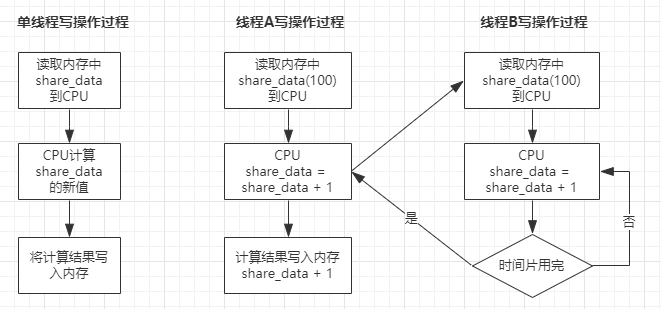 单线程写操作过程
线程A写操作过程
线程B写操作过程
读取内存中
share_data
到CPU
读取内存中
share_data(100)
到CPU
读取内存中
share_data(100)
到CPU
CPU计算
share_data
的新值
CPU
share_data =
share_data + 1
CPU
share_data =
share_data + 1
是
否
将计算结果写
入内存
计算结果写入内存
share_data + 1
时间片用完